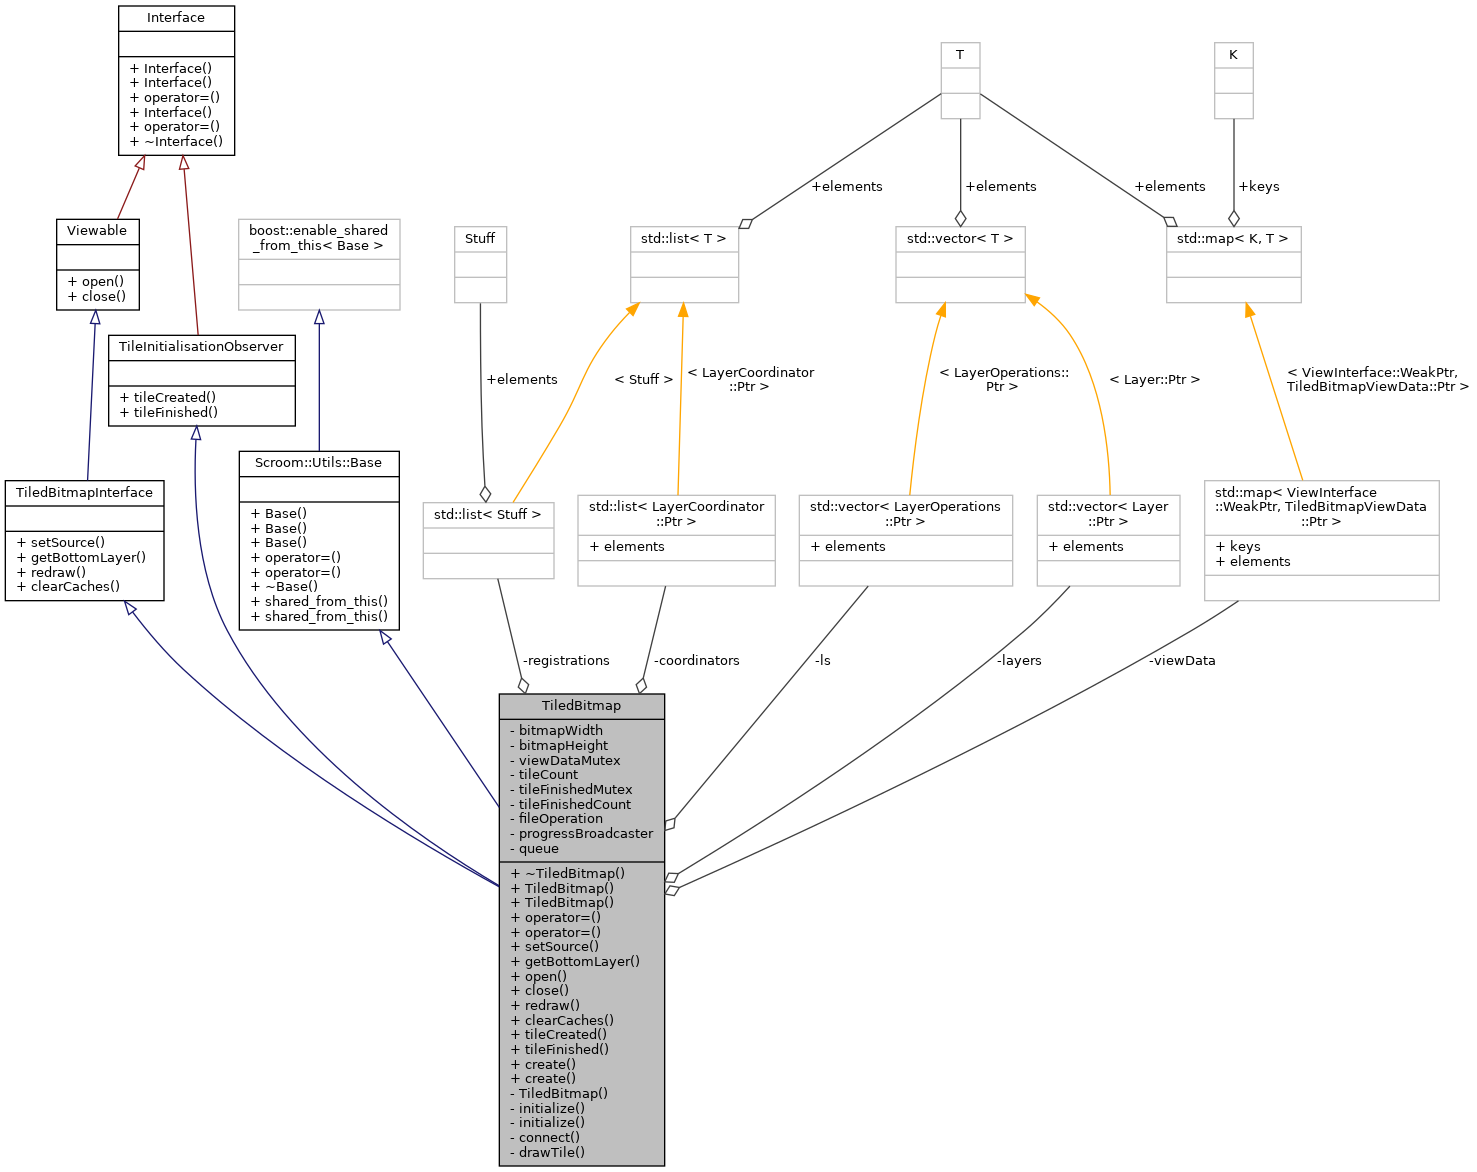 Interface
+ Interface()
+ Interface()
+ operator=()
+ Interface()
+ operator=()
+ ~Interface()
T
K
+elements
+elements
+elements
+keys
Viewable
+ open()
+ close()
boost::enable_shared
_from_this< Base >
Stuff
std::list< T >
std::vector< T >
std::map< K, T >
TileInitialisationObserver
+ tileCreated()
+ tileFinished()
+elements
< Stuff >
< LayerCoordinator
::Ptr >
< LayerOperations::
Ptr >
< Layer::Ptr >
< ViewInterface::WeakPtr,
TiledBitmapViewData::Ptr >
TiledBitmapInterface
+ setSource()
+ getBottomLayer()
+ redraw()
+ clearCaches()
Scroom::Utils::Base
+ Base()
+ Base()
+ Base()
+ operator=()
+ operator=()
+ ~Base()
+ shared_from_this()
+ shared_from_this()
std::list< Stuff >
std::list< LayerCoordinator
::Ptr >
+ elements
std::vector< LayerOperations
::Ptr >
+ elements
std::vector< Layer
::Ptr >
+ elements
std::map< ViewInterface
::WeakPtr, TiledBitmapViewData
::Ptr >
+ keys
+ elements
-registrations
-coordinators
-ls
-layers
-viewData
TiledBitmap
- bitmapWidth
- bitmapHeight
- viewDataMutex
- tileCount
- tileFinishedMutex
- tileFinishedCount
- fileOperation
- progressBroadcaster
- queue
+ ~TiledBitmap()
+ TiledBitmap()
+ TiledBitmap()
+ operator=()
+ operator=()
+ setSource()
+ getBottomLayer()
+ open()
+ close()
+ redraw()
+ clearCaches()
+ tileCreated()
+ tileFinished()
+ create()
+ create()
- TiledBitmap()
- initialize()
- initialize()
- connect()
- drawTile()